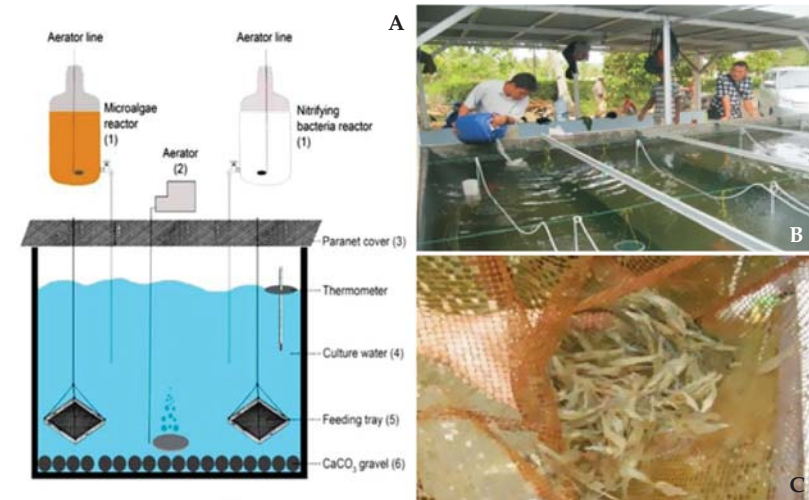 A
Aerator line
Aerator line
Microalgae
reactor
(1)
Nitrifying
bacteria reactor
(1)
Aerator
(2)
Paranet cover (3)
Thermometer
Culture water (4)
Feeding tray (5)
CaCO₃ gravel (6)
B
C